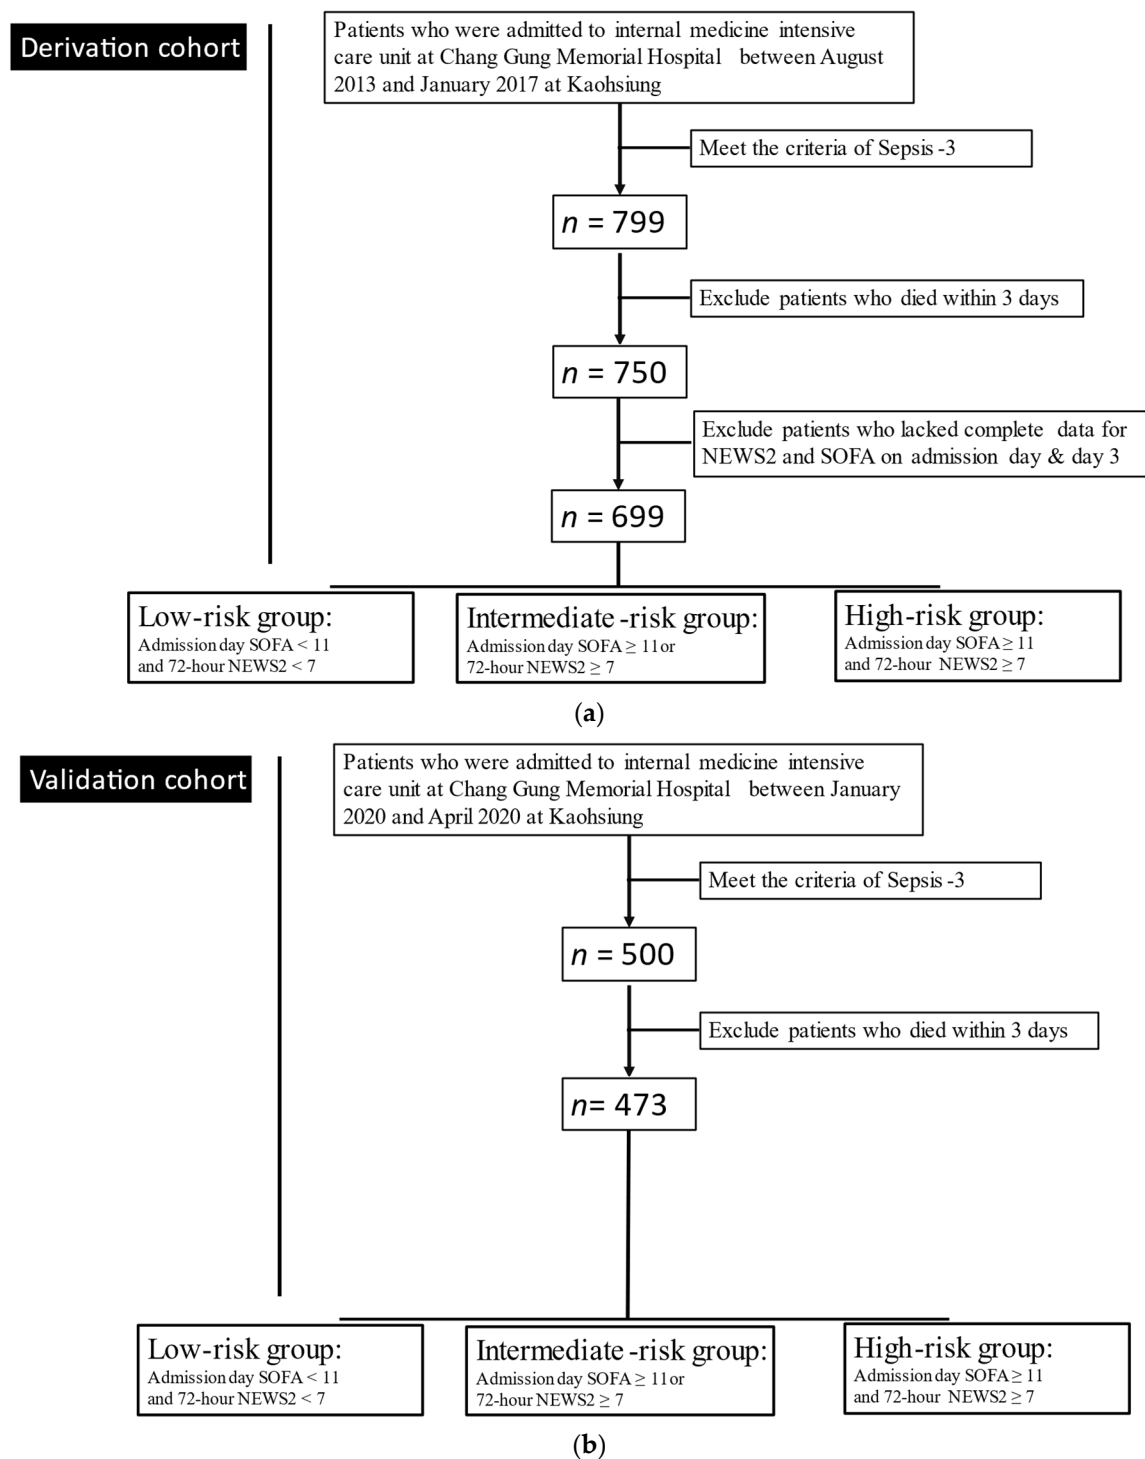 Derivation cohort
Patients who were admitted to internal medicine intensive
care unit at Chang Gung Memorial Hospital between August
2013 and January 2017 at Kaohsiung
Meet the criteria of Sepsis -3
n = 799
Exclude patients who died within 3 days
n = 750
Exclude patients who lacked complete data for
NEWS2 and SOFA on admission day & day 3
n = 699
Low-risk group:
Admission day SOFA < 11
and 72-hour NEWS2 < 7
Intermediate -risk group:
Admission day SOFA ≥ 11 or
72-hour NEWS2 ≥ 7
High-risk group:
Admission day SOFA ≥ 11
and 72-hour NEWS2 ≥ 7
(a)
Validation cohort
Patients who were admitted to internal medicine intensive
care unit at Chang Gung Memorial Hospital between January
2020 and April 2020 at Kaohsiung
Meet the criteria of Sepsis -3
n = 500
Exclude patients who died within 3 days
n= 473
Low-risk group:
Admission day SOFA < 11
and 72-hour NEWS2 < 7
Intermediate -risk group:
Admission day SOFA ≥ 11 or
72-hour NEWS2 ≥ 7
High-risk group:
Admission day SOFA ≥ 11
and 72-hour NEWS2 ≥ 7
(b)